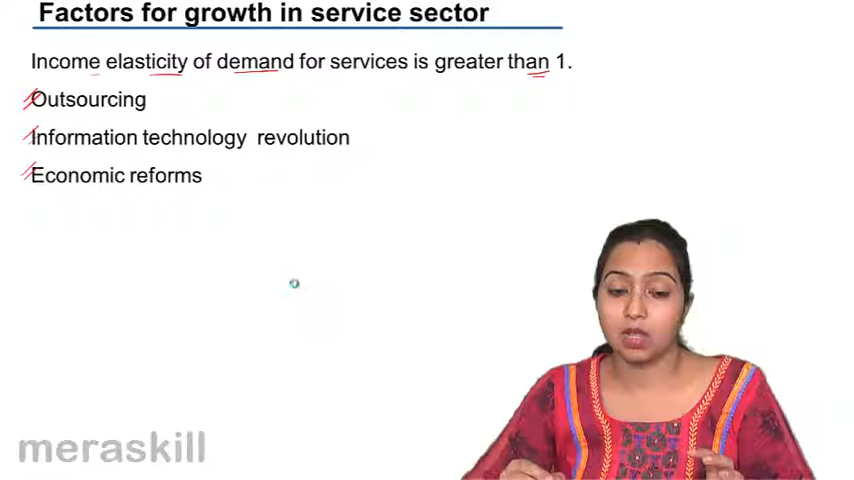 Factors for growth in service sector
Income elasticity of demand for services is greater than 1.
Outsourcing
Information technology revolution
Economic reforms
meraskill